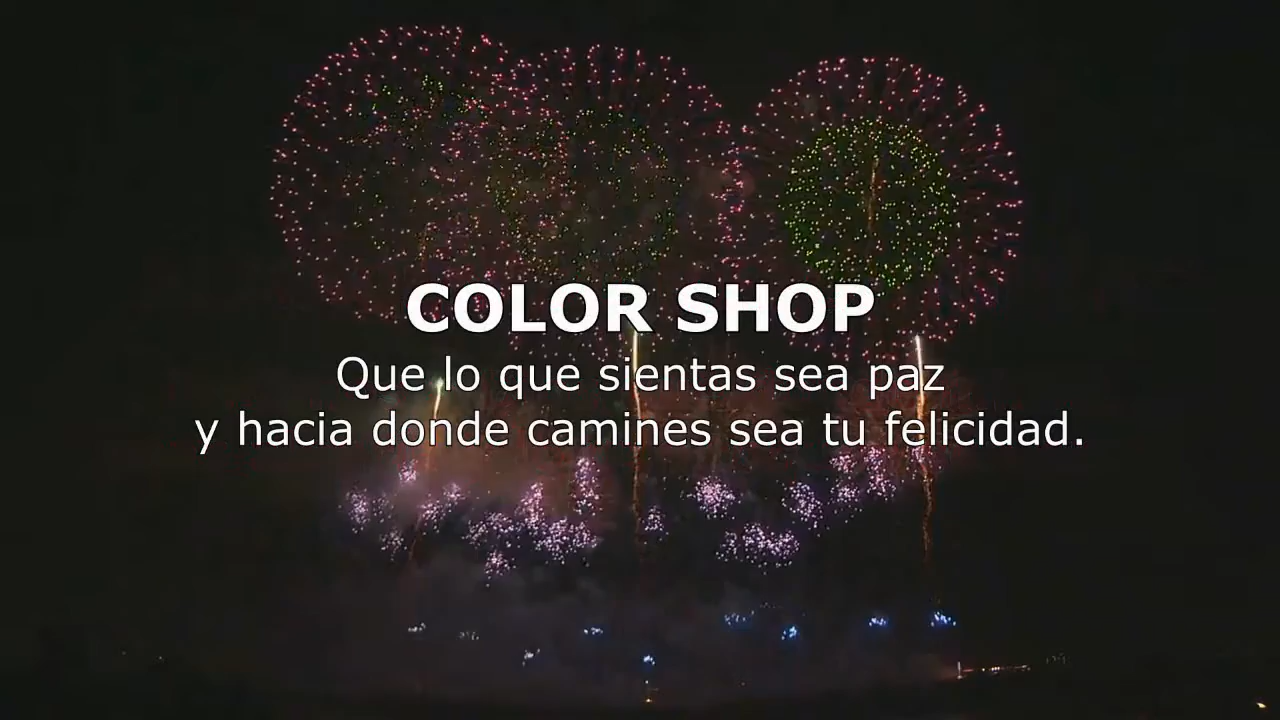 COLOR SHOP
Que lo que sientas sea paz
y hacia donde camines sea tu felicidad.